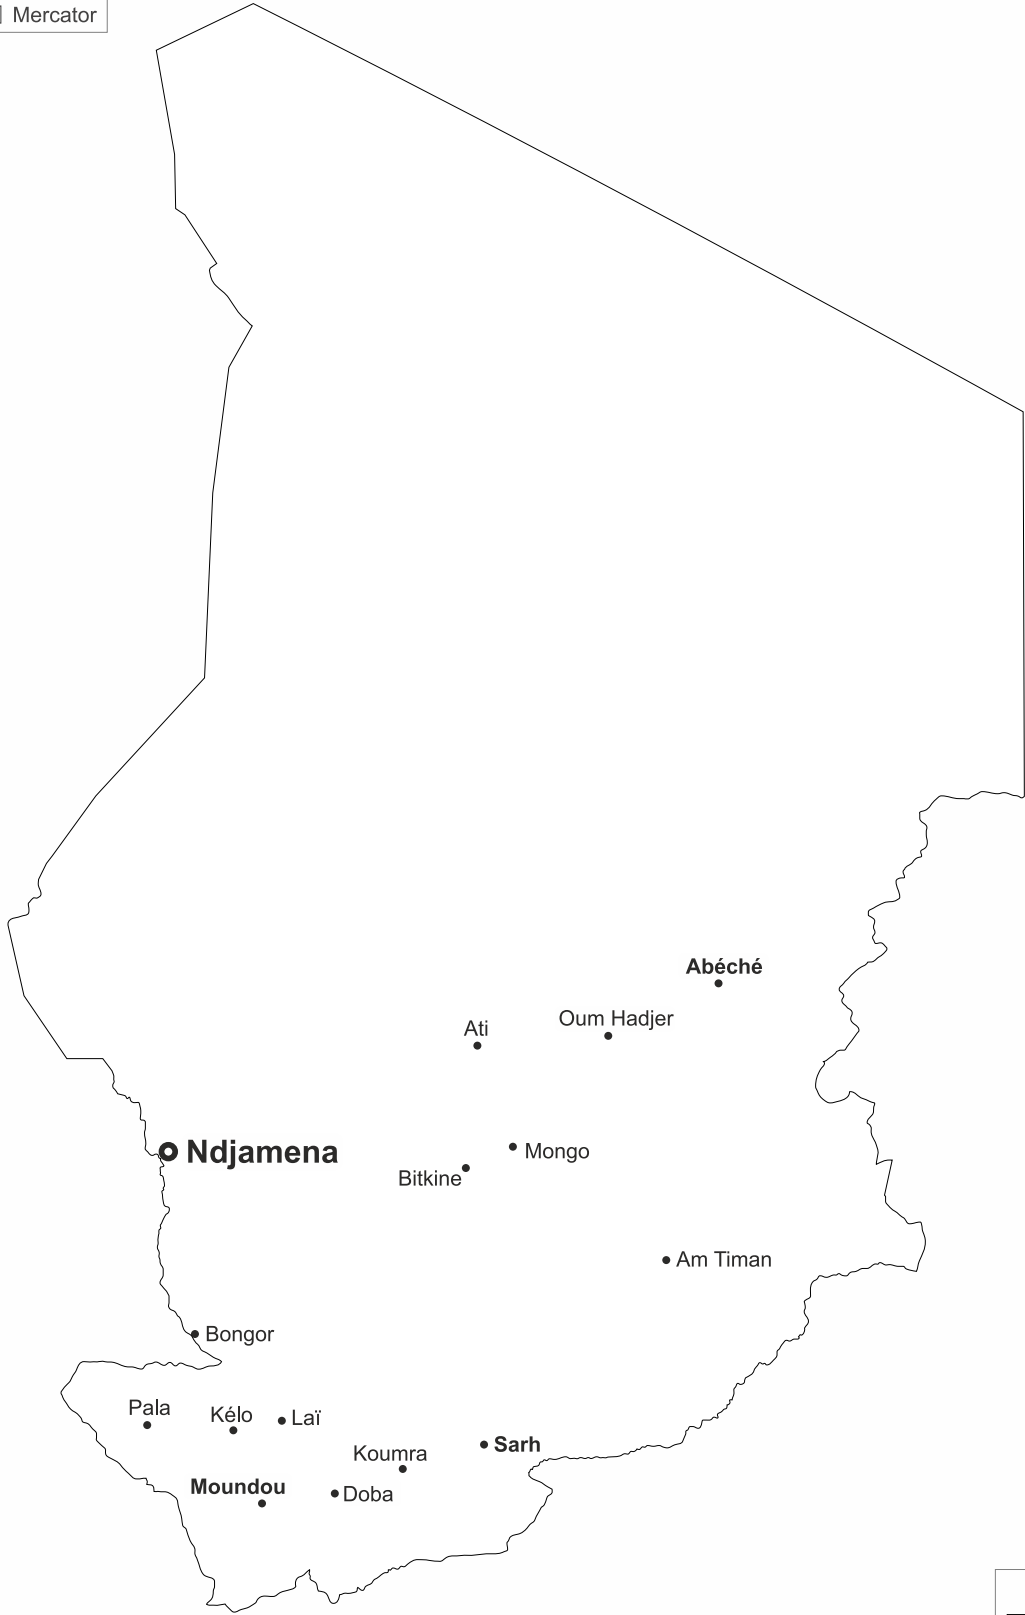 Mercator
Abéché
Oum Hadjer
Ati
Ndjamena
Mongo
Bitkine
Am Timan
Bongor
Pala
Kélo
Laï
Sarh
Koumra
Moundou
Doba